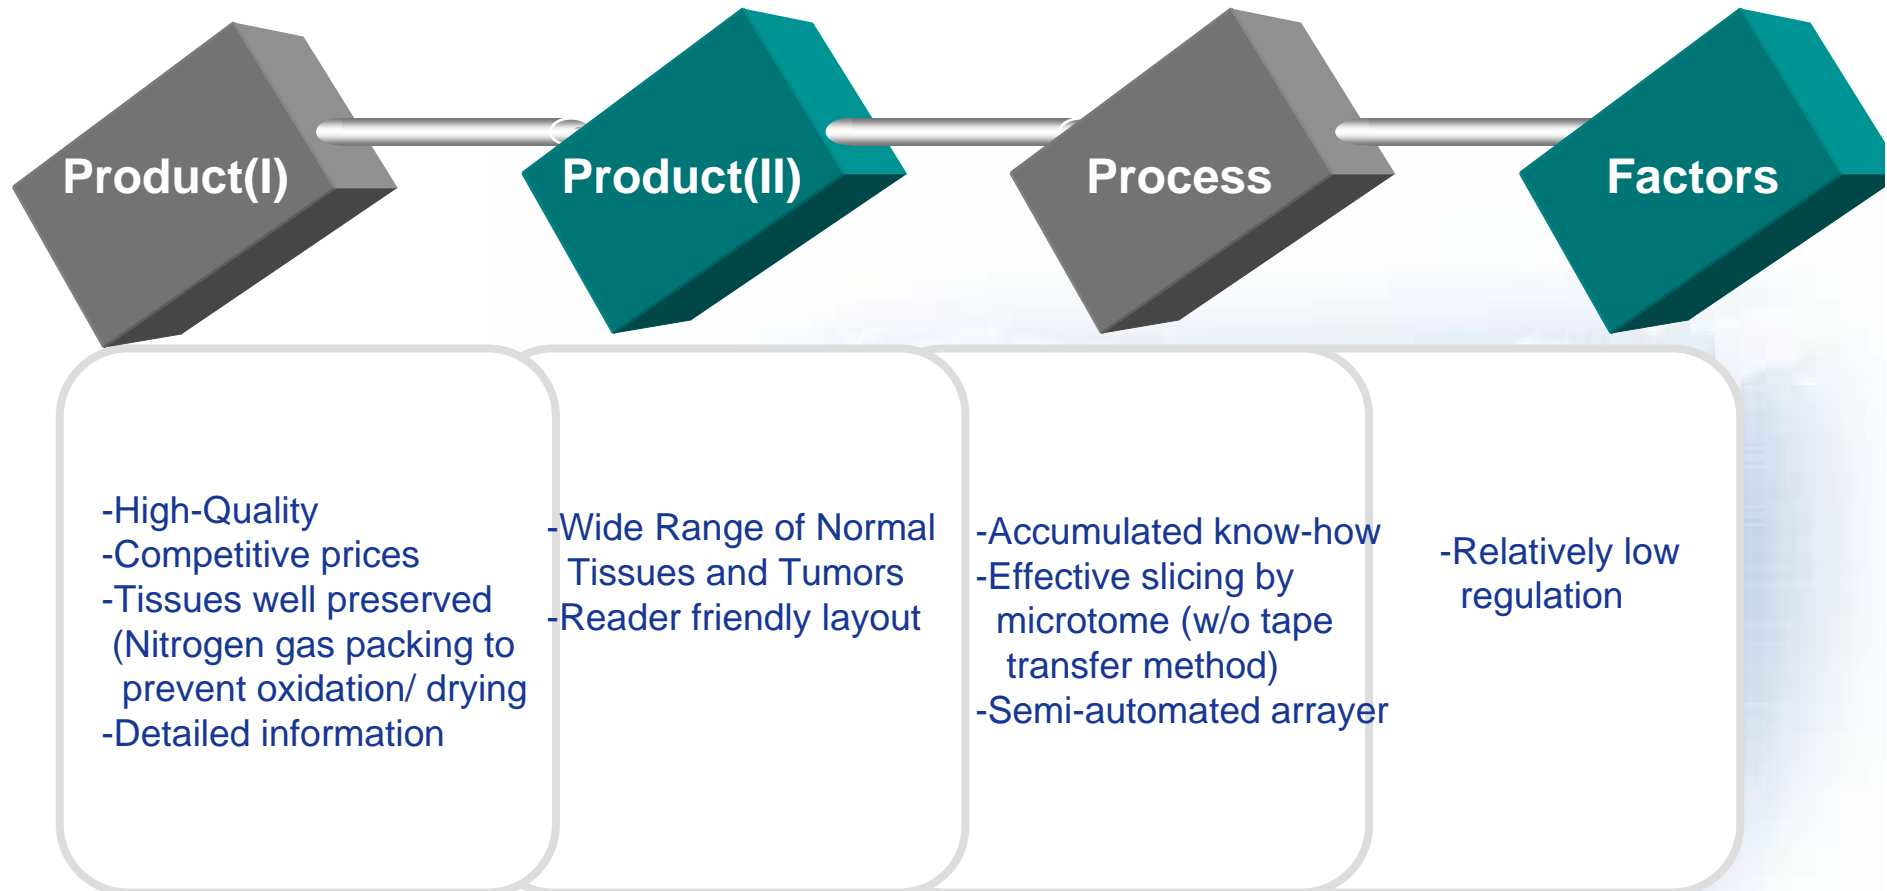 Product(I)
Product(II)
Process
Factors
-High-Quality
-Competitive prices
-Tissues well preserved
(Nitrogen gas packing to
prevent oxidation/ drying
-Detailed information
-Wide Range of Normal
Tissues and Tumors
-Reader friendly layout
-Accumulated know-how
-Effective slicing by
microtome (w/o tape
transfer method)
-Semi-automated arrayer
-Relatively low
regulation